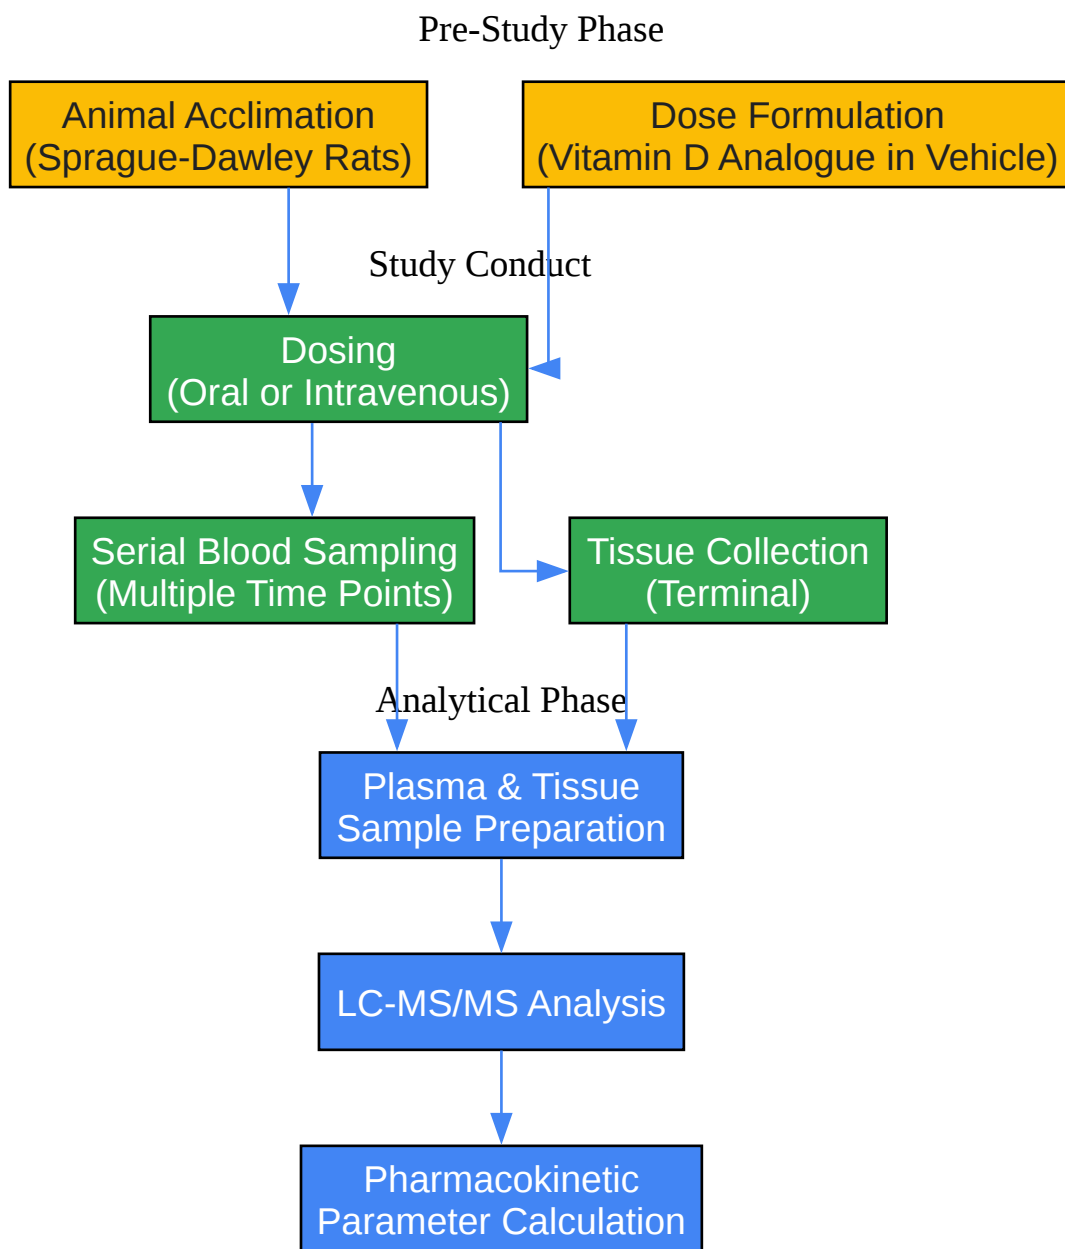 Pre-Study Phase
Animal Acclimation
(Sprague-Dawley Rats)
Dose Formulation
(Vitamin D Analogue in Vehicle)
Study Conduct
Dosing
(Oral or Intravenous)
Serial Blood Sampling
(Multiple Time Points)
Tissue Collection
(Terminal)
Analytical Phase
Plasma & Tissue
Sample Preparation
LC-MS/MS Analysis
Pharmacokinetic
Parameter Calculation